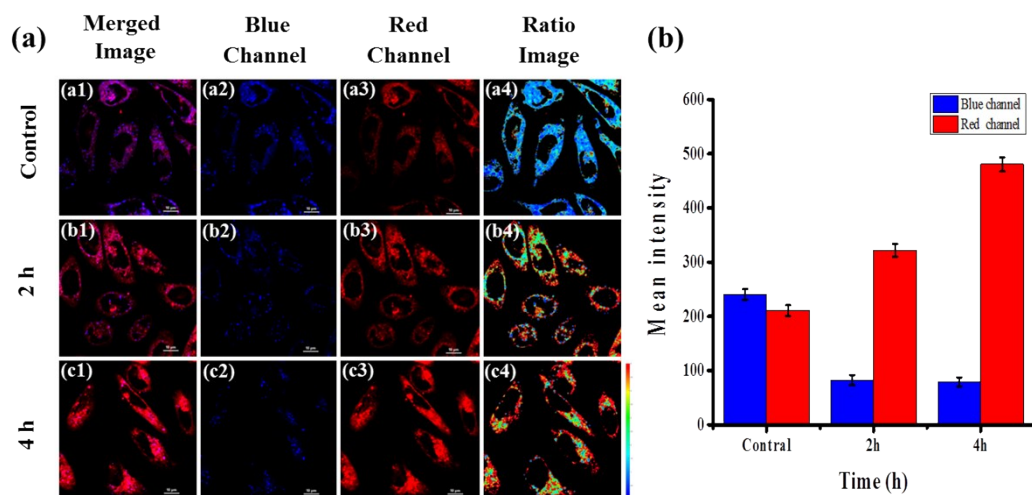 (a)
Merged Image
Blue Channel
Red Channel
Ratio Image
Control
(a1)
(a2)
(a3)
(a4)
2 h
(b1)
(b2)
(b3)
(b4)
4 h
(c1)
(c2)
(c3)
(c4)
(b)
Mean intensity
600
500
400
300
200
100
0
Blue channel
Red channel
Contral
2h
4h
Time (h)